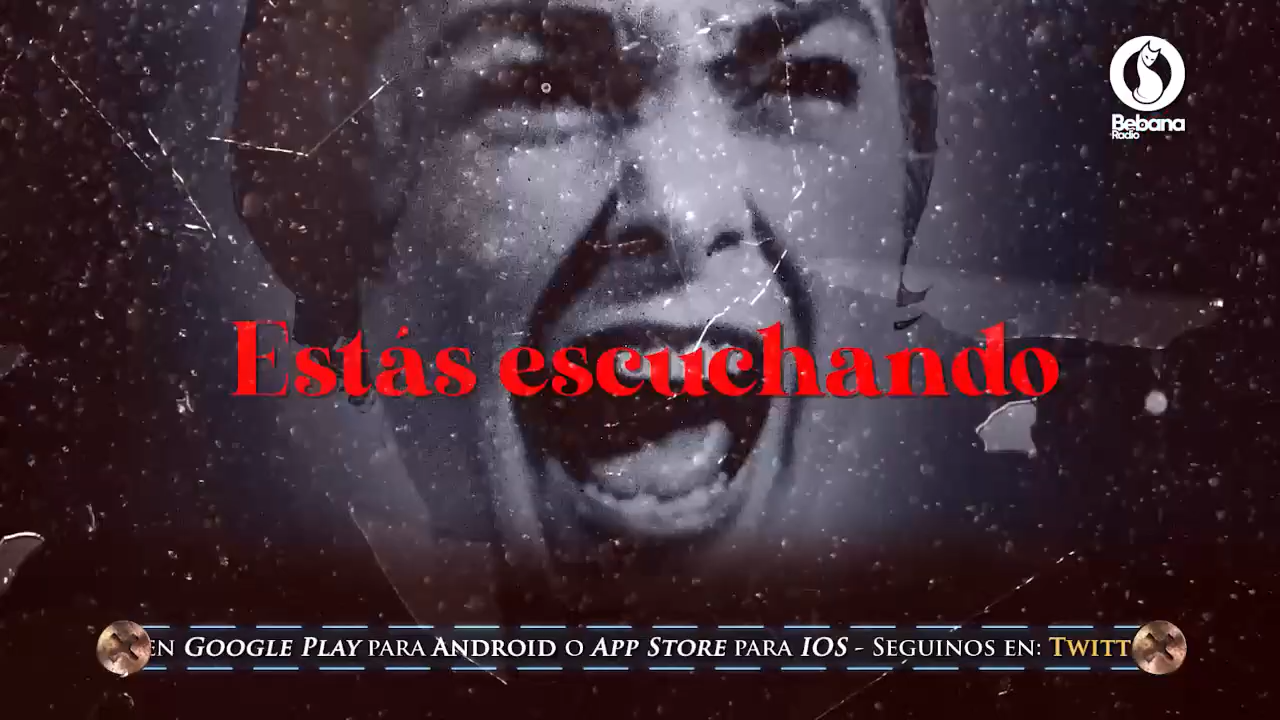 Bebana
Radio
Estás escuchando
EN GOOGLE PLAY PARA ANDROID O APP STORE PARA IOS - SEGUINOS EN: TWITT